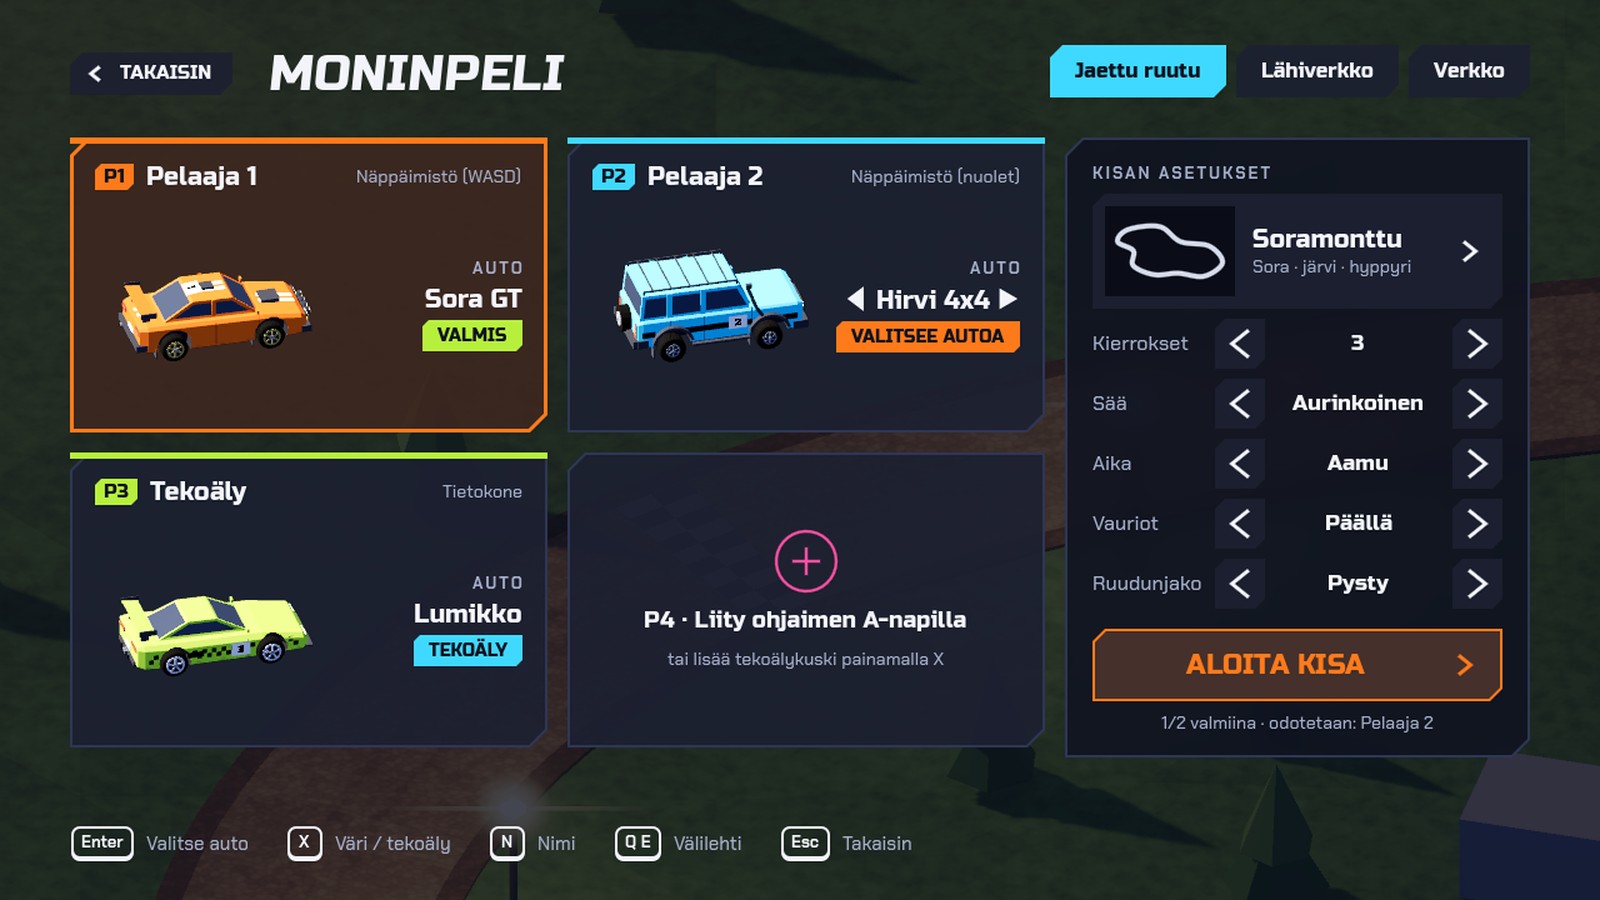 TAKAISIN
MONINPELI
Jaettu ruutu
Lähiverkko
Verkko
P1 Pelaaja 1
Näppäimistö (WASD)
AUTO
Sora GT
VALMIS
P2 Pelaaja 2
Näppäimistö (nuolet)
AUTO
Hirvi 4x4
VALITSEE AUTOA
2
P3 Tekoäly
Tietokone
AUTO
Lumikko
TEKOÄLY
3
P4 · Liity ohjaimen A-napilla
tai lisää tekoälykuski painamalla X
KISAN ASETUKSET
Soramonttu
Sora · järvi · hyppyri
Kierrokset 3
Sää Aurinkoinen
Aika Aamu
Vauriot Päällä
Ruudunjako Pysty
ALOITA KISA
1/2 valmiina · odotetaan: Pelaaja 2
Enter Valitse auto X Väri / tekoäly N Nimi Q E Välilehti Esc Takaisin